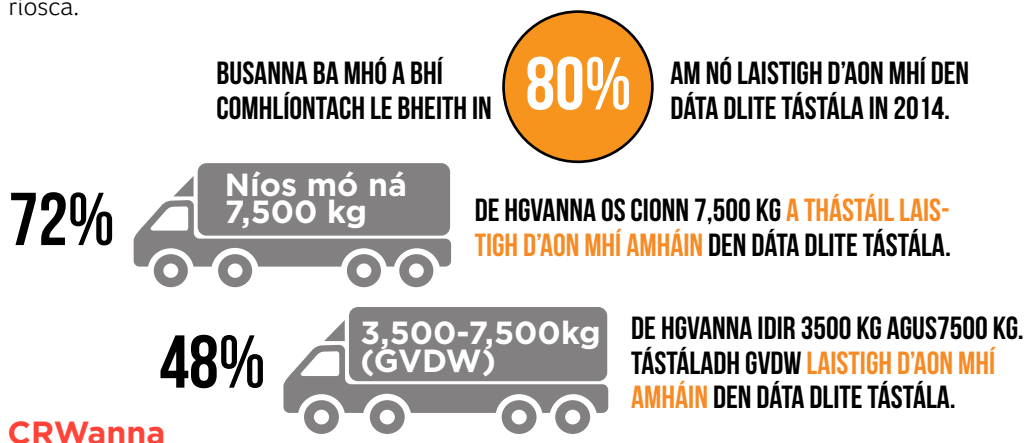 ríosca.
BUSANNA BA MHÓ A BHÍ
COMHLÍONTACH LE BHEITH IN
80%
AM NÓ LAISTIGH D'AON MHÍ DEN
DÁTA DLITE TÁSTÁLA IN 2014.
72%
Níos mó ná
7,500 kg
DE HGVANNA OS CIONN 7,500 KG A THÁSTÁIL LAIS-
TIGH D'AON MHÍ AMHÁIN DEN DÁTA DLITE TÁSTÁLA.
48%
3,500-7,500kg
(GVDW)
DE HGVANNA IDIR 3500 KG AGUS7500 KG.
TÁSTÁLADH GVDW LAISTIGH D'AON MHÍ
AMHÁIN DEN DÁTA DLITE TÁSTÁLA.
CRWanna